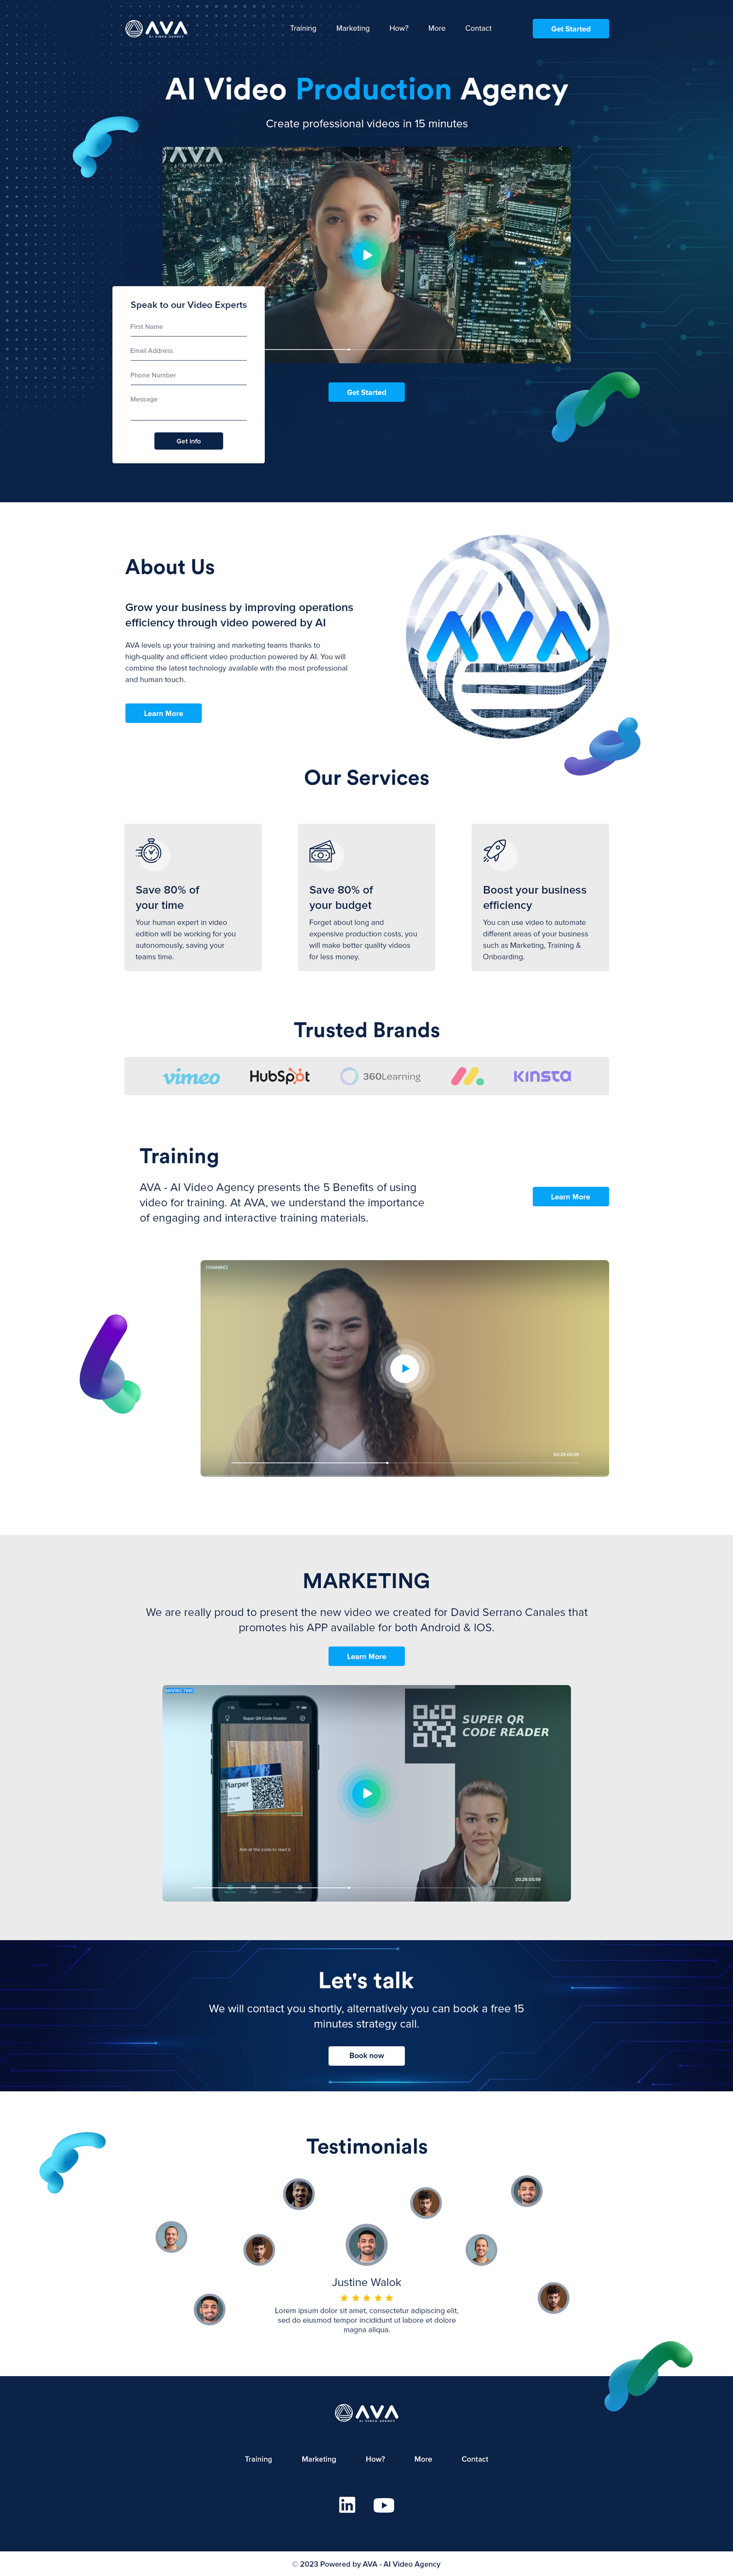 AVA
AI VIDEO AGENCY
Training
Marketing
How?
More
Contact
Get Started
AI Video Production Agency
Create professional videos in 15 minutes
AVA
00:28-00:59
Speak to our Video Experts
First Name
Email Address
Phone Number
Message
Get info
Get Started
About Us
Grow your business by improving operations
efficiency through video powered by AI
AVA levels up your training and marketing teams thanks to
high-quality and efficient video production powered by AI. You will
combine the latest technology available with the most professional
and human touch.
Learn More
AVA
Our Services
Save 80% of
your time
Your human expert in video
edition will be working for you
autonomously, saving your
teams time.
Save 80% of
your budget
Forget about long and
expensive production costs, you
will make better quality videos
for less money.
Boost your business
efficiency
You can use video to automate
different areas of your business
such as Marketing, Training &
Onboarding.
Trusted Brands
vimeo
HubSpot
360Learning
Kinsta
Training
AVA - AI Video Agency presents the 5 Benefits of using
video for training. At AVA, we understand the importance
of engaging and interactive training materials.
Learn More
TRAINING
00:28-00:59
MARKETING
We are really proud to present the new video we created for David Serrano Canales that
promotes his APP available for both Android & IOS.
Learn More
MARKETING
Super QR Code Reader
Harper
Aim at the code to read it
SUPER QR
CODE READER
00:28-00:59
Let's talk
We will contact you shortly, alternatively you can book a free 15
minutes strategy call.
Book now
Testimonials
Justine Walok
Lorem ipsum dolor sit amet, consectetur adipiscing elit,
sed do eiusmod tempor incididunt ut labore et dolore
magna aliqua.
AVA
AI VIDEO AGENCY
Training
Marketing
How?
More
Contact
© 2023 Powered by AVA - AI Video Agency